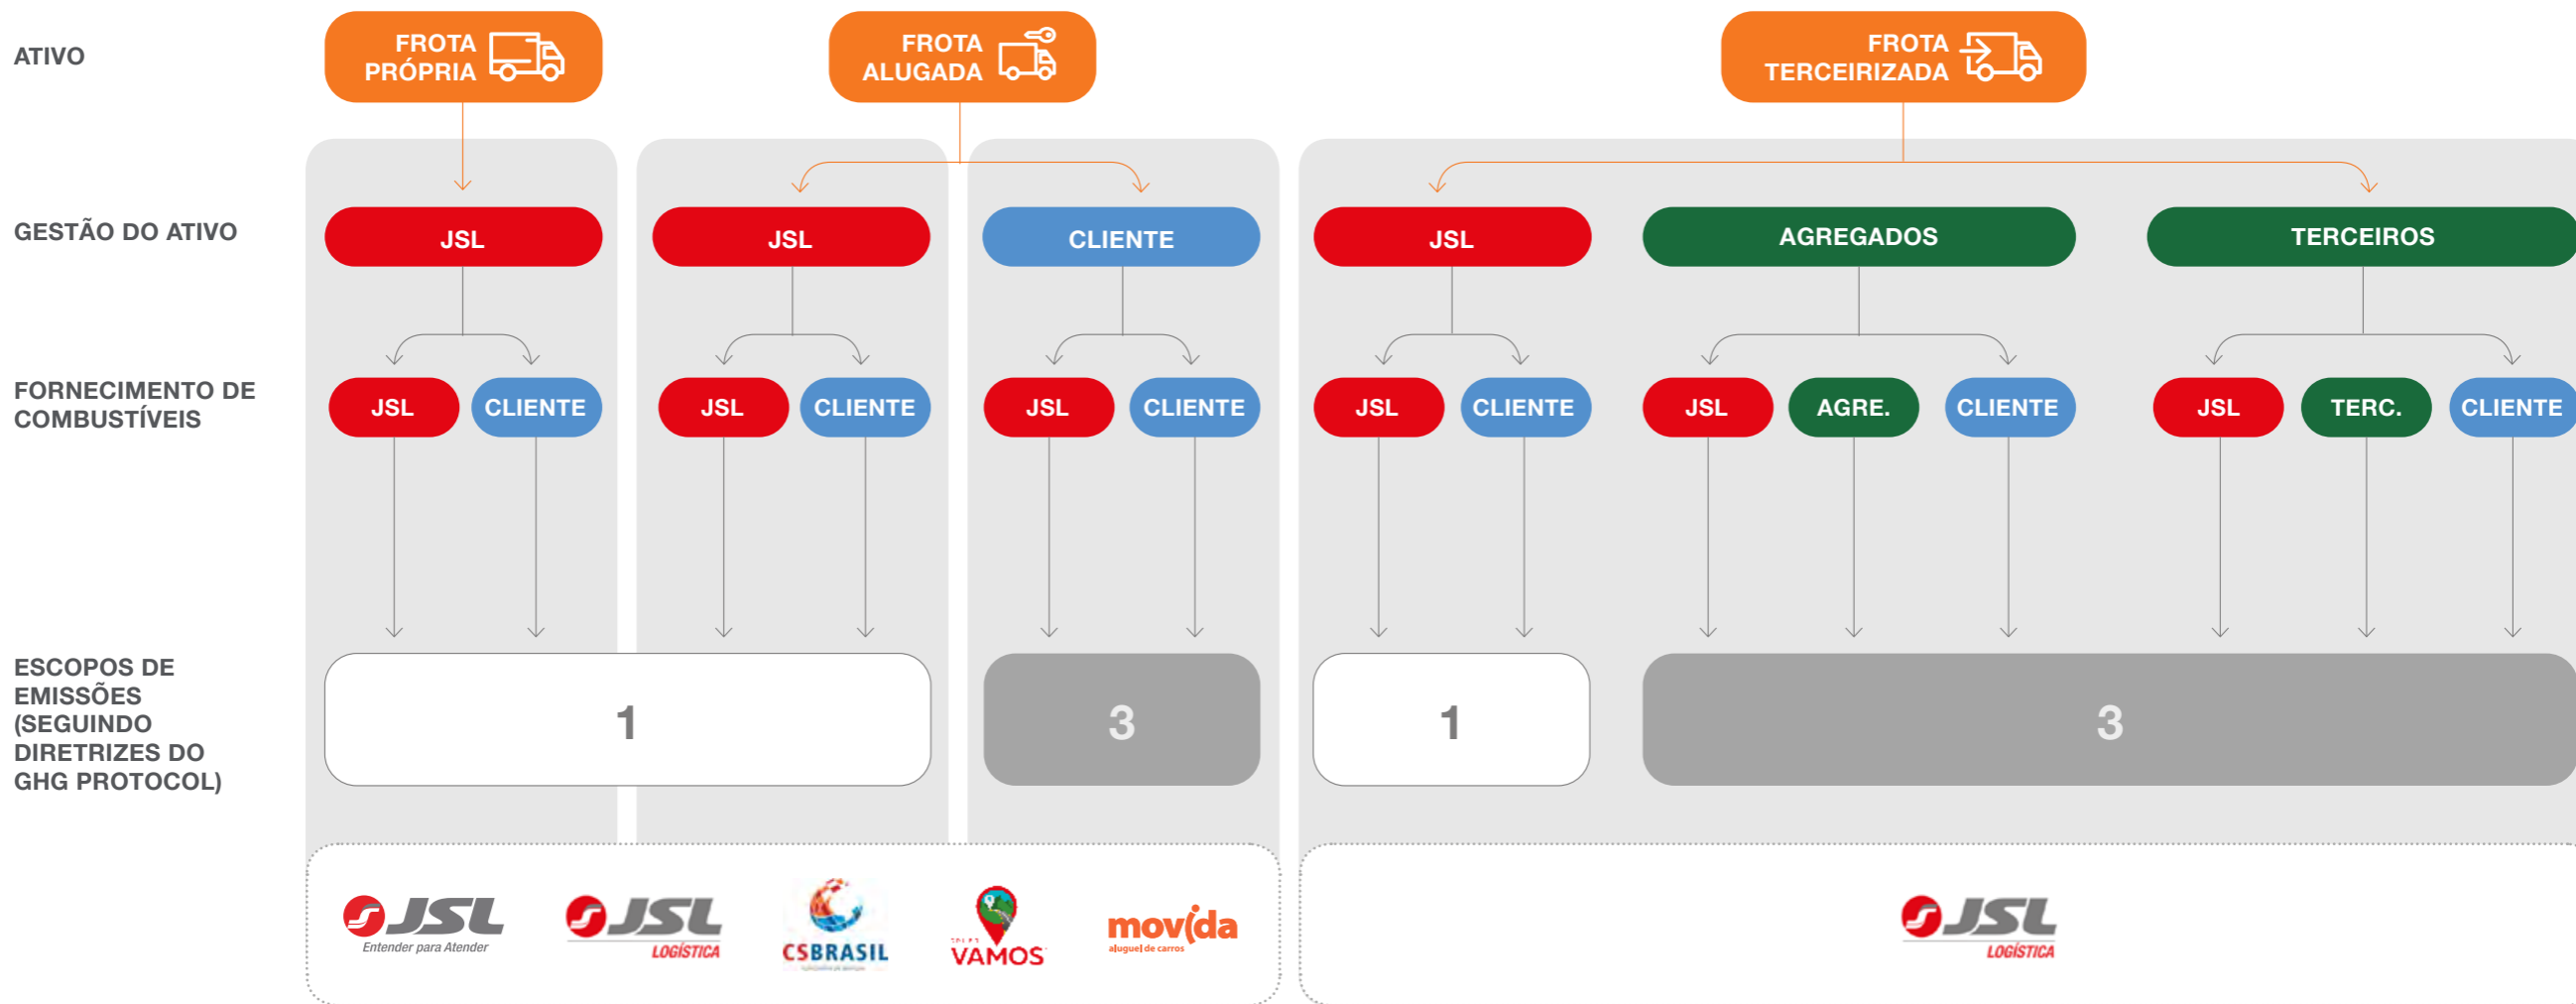 ATIVO
FROTA
PRÓPRIA
FROTA
ALUGADA
FROTA
TERCEIRIZADA
GESTÃO DO ATIVO
JSL
JSL
CLIENTE
JSL
AGREGADOS
TERCEIROS
FORNECIMENTO DE
COMBUSTÍVEIS
JSL
CLIENTE
JSL
CLIENTE
JSL
CLIENTE
JSL
CLIENTE
JSL
AGRE.
CLIENTE
JSL
TERC.
CLIENTE
ESCOPOS DE
EMISSÕES
(SEGUINDO
DIRETRIZES DO
GHG PROTOCOL)
1
3
1
3
JSL
Entender para Atender
JSL
LOGÍSTICA
CSBRASIL
VAMOS
movida
aluguel de carros
JSL
LOGÍSTICA